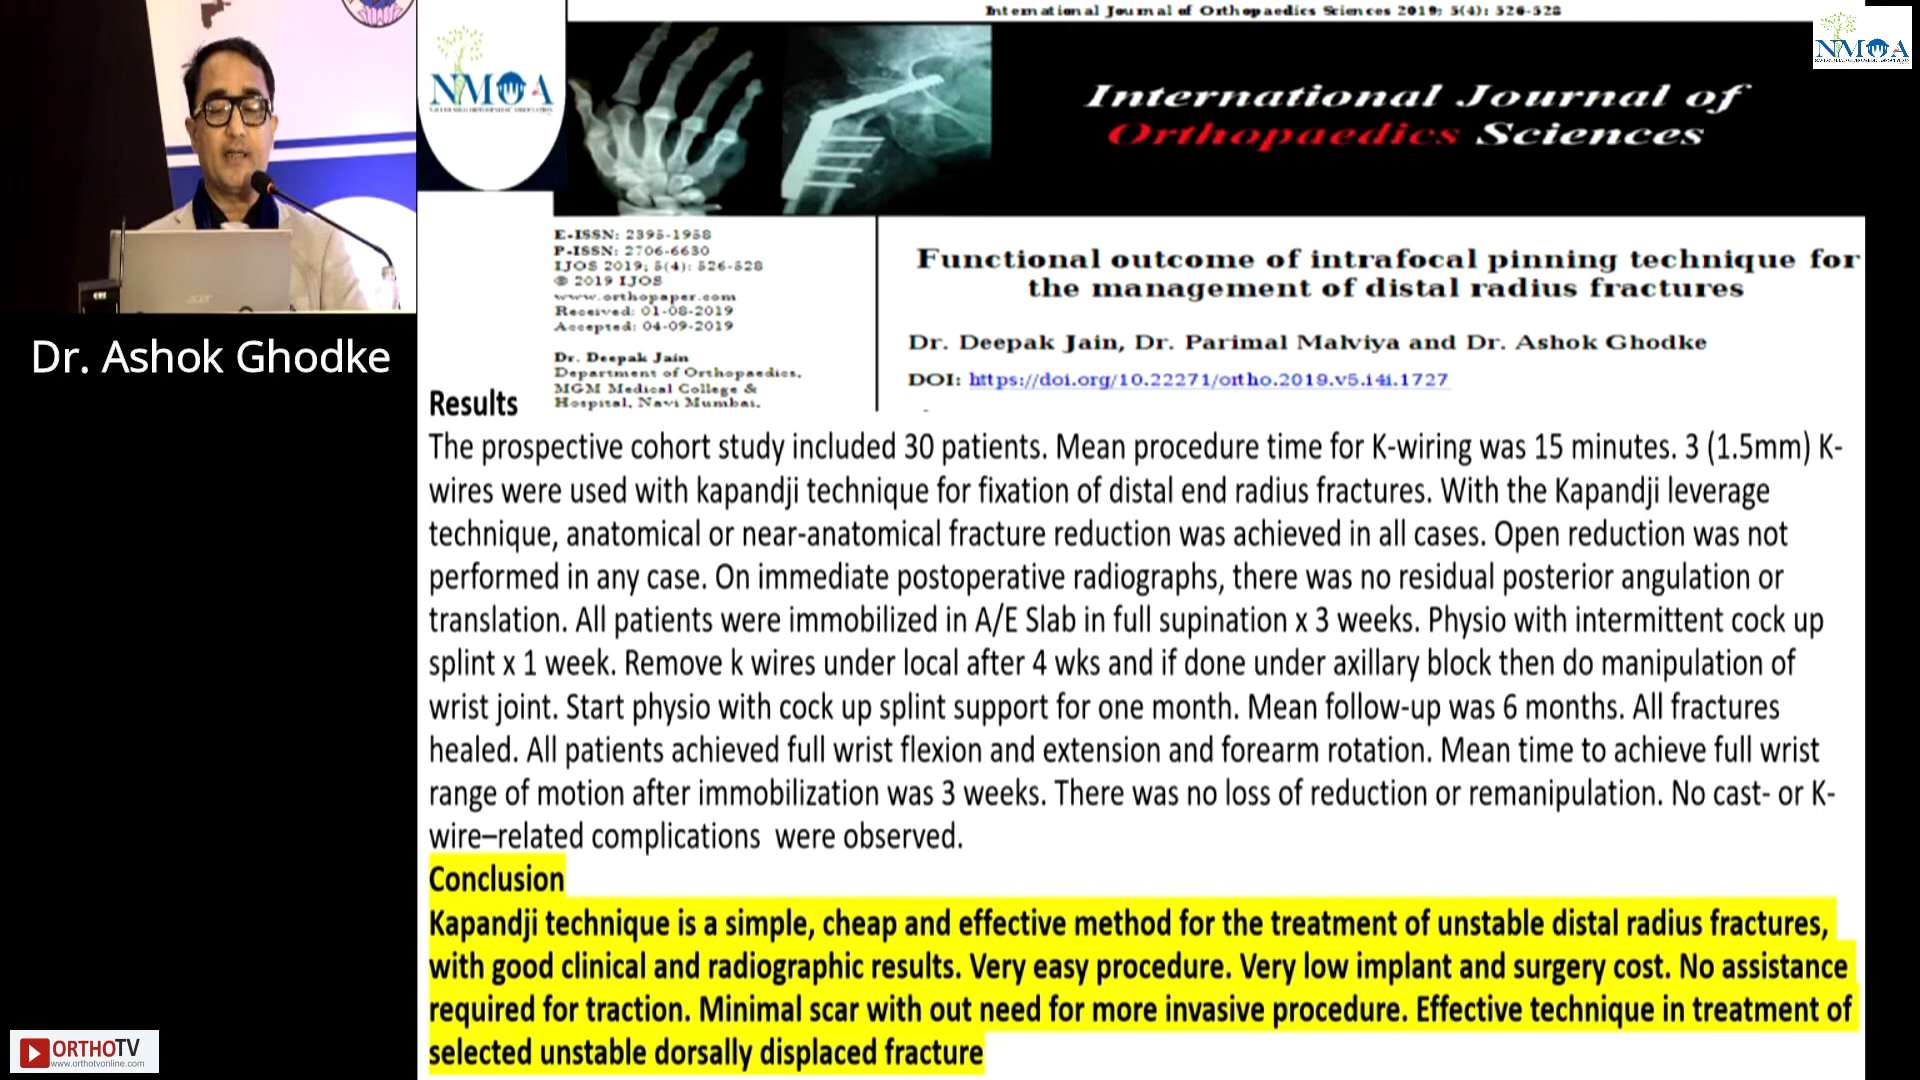 International Journal of Orthopaedics Sciences 2019; 5(4): 526-528
NMOA
NMOA
International Journal of
Orthopaedics Sciences
E-ISSN: 2395-1958
P-ISSN: 2706-6630
IJOS 2019; 5(4): 526-528
© 2019 IJOS
www.orthopaper.com
Received: 01-08-2019
Accepted: 04-09-2019
Dr. Deepak Jain
Department of Orthopaedics,
MGM Medical College &
Hospital, Navi Mumbai,
Functional outcome of intrafocal pinning technique for
the management of distal radius fractures
Dr. Deepak Jain, Dr. Parimal Malviya and Dr. Ashok Ghodke
DOI: https://doi.org/10.22271/ortho.2019.v5.i4i.1727
acer
Dr. Ashok Ghodke
Results
The prospective cohort study included 30 patients. Mean procedure time for K-wiring was 15 minutes. 3 (1.5mm) K-
wires were used with kapandji technique for fixation of distal end radius fractures. With the Kapandji leverage
technique, anatomical or near-anatomical fracture reduction was achieved in all cases. Open reduction was not
performed in any case. On immediate postoperative radiographs, there was no residual posterior angulation or
translation. All patients were immobilized in A/E Slab in full supination x 3 weeks. Physio with intermittent cock up
splint x 1 week. Remove k wires under local after 4 wks and if done under axillary block then do manipulation of
wrist joint. Start physio with cock up splint support for one month. Mean follow-up was 6 months. All fractures
healed. All patients achieved full wrist flexion and extension and forearm rotation. Mean time to achieve full wrist
range of motion after immobilization was 3 weeks. There was no loss of reduction or remanipulation. No cast- or K-
wire–related complications were observed.
Conclusion
Kapandji technique is a simple, cheap and effective method for the treatment of unstable distal radius fractures,
with good clinical and radiographic results. Very easy procedure. Very low implant and surgery cost. No assistance
required for traction. Minimal scar with out need for more invasive procedure. Effective technique in treatment of
selected unstable dorsally displaced fracture
ORTHOTV
www.orthotvonline.com